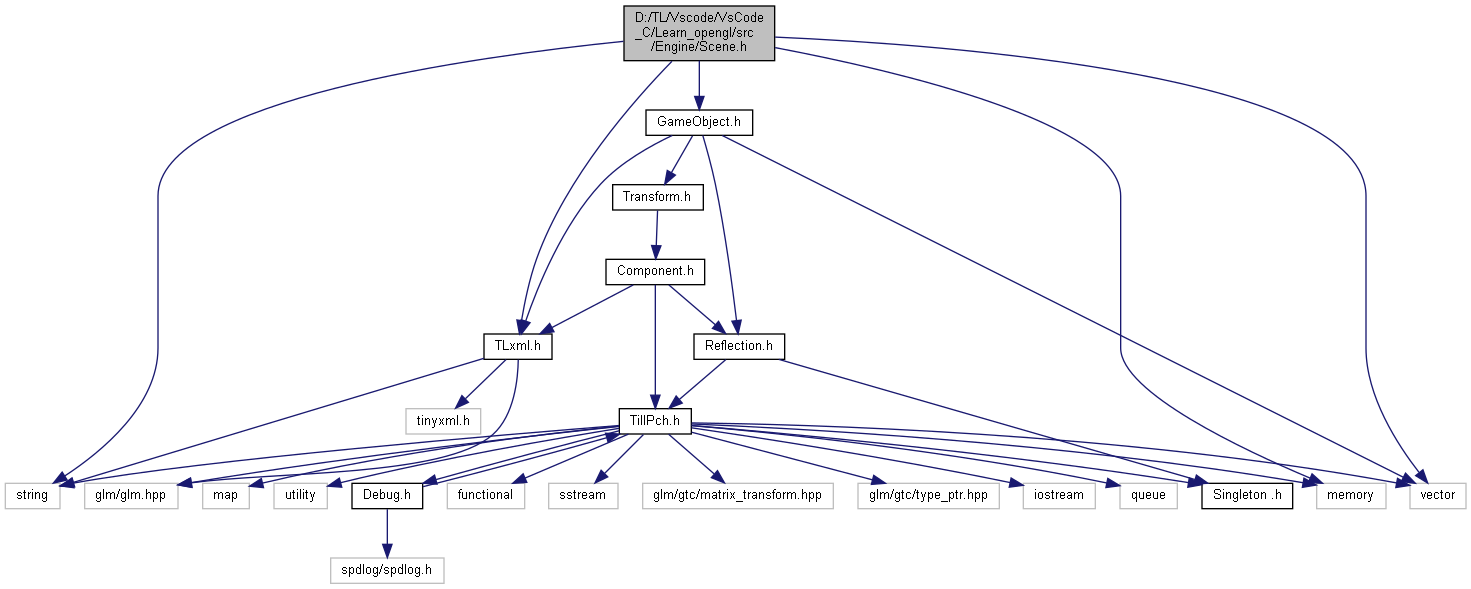 D:/TL/Vscode/VsCode
_C/Learn_opengl/src
/Engine/Scene.h
GameObject.h
Transform.h
Component.h
TLxml.h
Reflection.h
tinyxml.h
TillPch.h
string
glm/glm.hpp
map
utility
Debug.h
functional
sstream
glm/gtc/matrix_transform.hpp
glm/gtc/type_ptr.hpp
iostream
queue
Singleton .h
memory
vector
spdlog/spdlog.h